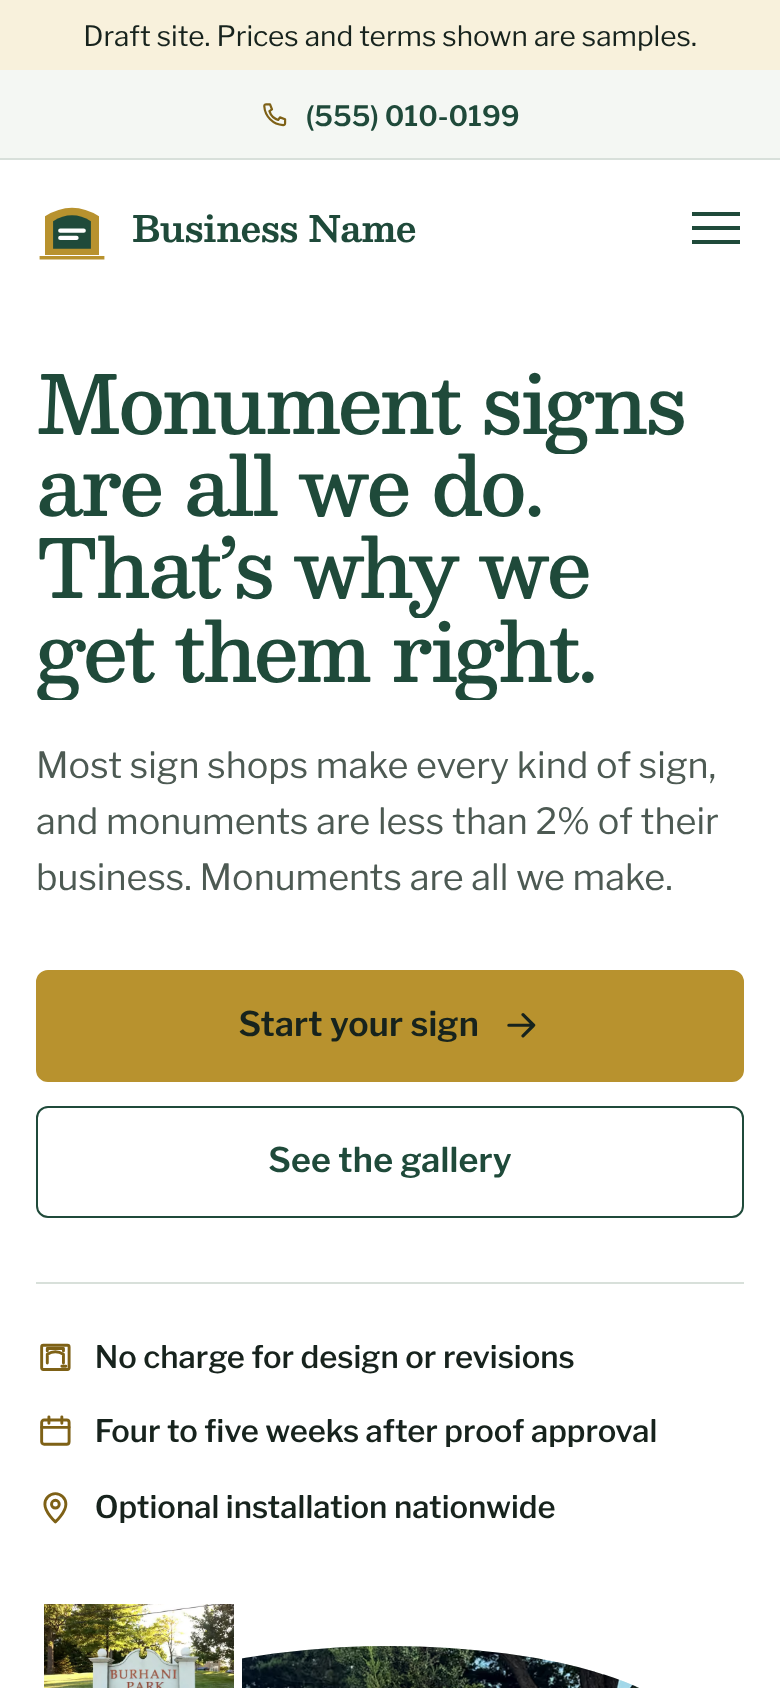 Draft site. Prices and terms shown are samples.
(555) 010-0199
Business Name
Monument signs
are all we do.
That’s why we
get them right.
Most sign shops make every kind of sign,
and monuments are less than 2% of their
business. Monuments are all we make.
Start your sign →
See the gallery
No charge for design or revisions
Four to five weeks after proof approval
Optional installation nationwide
BURHANI
PARK